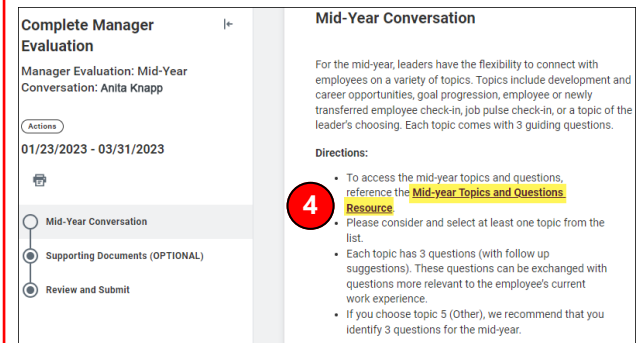 Complete Manager
Evaluation
Manager Evaluation: Mid-Year
Conversation: Anita Knapp
Actions
01/23/2023 - 03/31/2023
Mid-Year Conversation
Supporting Documents (OPTIONAL)
Review and Submit
Mid-Year Conversation
For the mid-year, leaders have the flexibility to connect with
employees on a variety of topics. Topics include development and
career opportunities, goal progression, employee or newly
transferred employee check-in, job pulse check-in, or a topic of the
leader's choosing. Each topic comes with 3 guiding questions.
Directions:
• To access the mid-year topics and questions,
reference the Mid-year Topics and Questions
Resource.
4
• Please consider and select at least one topic from the
list.
• Each topic has 3 questions (with follow up
suggestions). These questions can be exchanged with
questions more relevant to the employee's current
work experience.
• If you choose topic 5 (Other), we recommend that you
identify 3 questions for the mid-year.